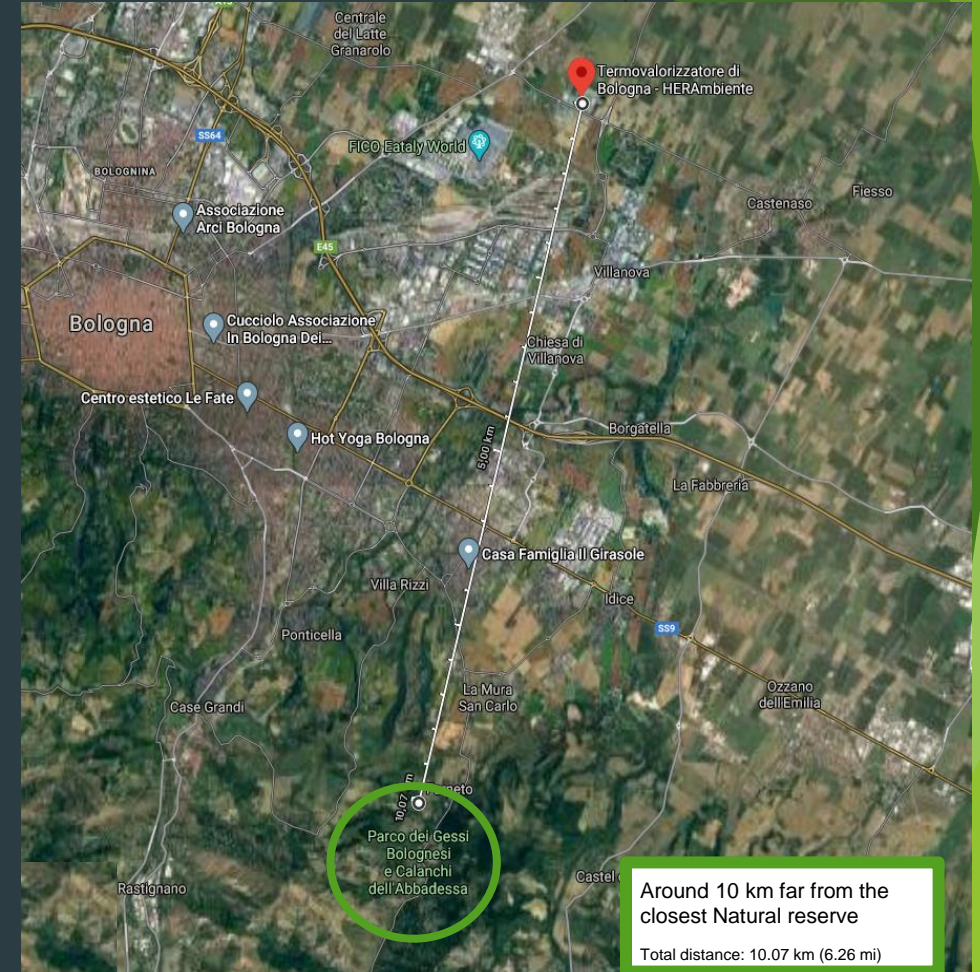 Centrale
del Latte
Granarolo
Termovalorizzatore di
Bologna - HERAmbiente
SS64
FICO Eataly World
BOLOGNINA
Fiesso
Castenaso
Associazione
Arci Bologna
E45
Villanova
Bologna
Cucciolo Associazione
In Bologna Dei...
Chiesa di
Villanova
Centro estetico Le Fate
Hot Yoga Bologna
Borgatella
5,00 km
La Fabbreria
Casa Famiglia Il Girasole
Villa Rizzi
Idice
SS9
Ponticella
La Mura
San Carlo
Ozzano
dell'Emilia
Case Grandi
10,07
Parco dei Gessi
Bolognesi
e Calanchi
dell'Abbadessa
Rastignano
Castel
Around 10 km far from the
closest Natural reserve
Total distance: 10.07 km (6.26 mi)